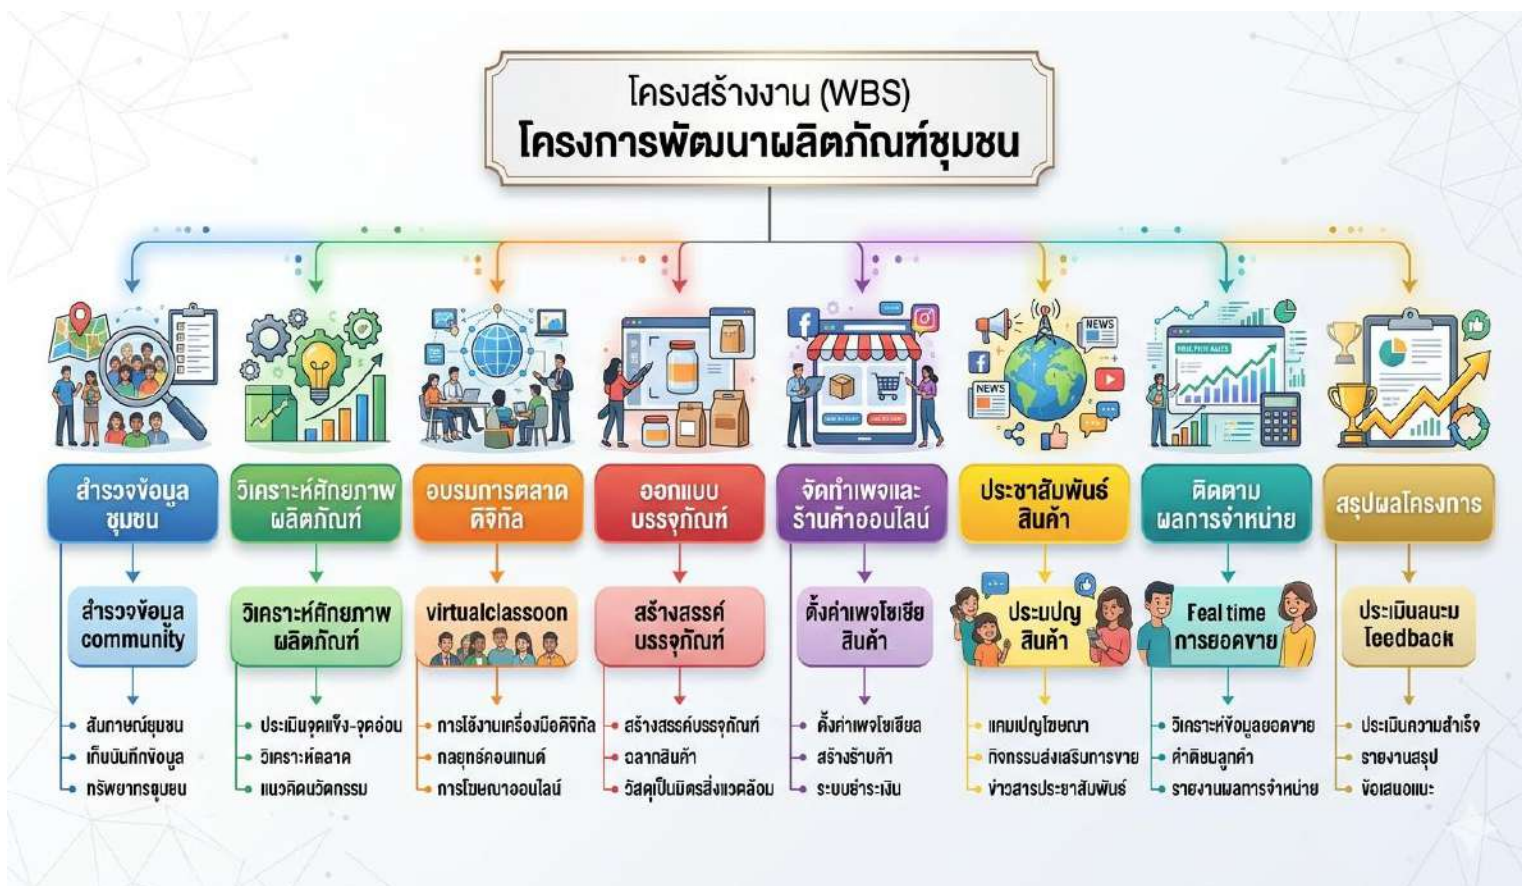 โครงสร้างงาน (WBS)
โครงการพัฒนาผลิตภัณฑ์ชุมชน
NEWS
NEWS
สำรวจข้อมูล
ชุมชน
วิเคราะห์ศักยภาพ
ผลิตภัณฑ์
อบรมการตลาด
ดิจิทัล
ออกแบบ
บรรจุภัณฑ์
จัดทำเพจและ
ร้านค้าออนไลน์
ประชาสัมพันธ์
สินค้า
ติดตาม
ผลการจำหน่าย
สรุปผลโครงการ
สำรวจข้อมูล
community
วิเคราะห์ศักยภาพ
ผลิตภัณฑ์
virtualclassoon
สร้างสรรค์
บรรจุภัณฑ์
ตั้งค่าเพจโซเชีย
สินค้า
ประเปญ
สินค้า
Feal time
การยอดขาย
ประเมินลนะม
feedback
สัมภาษณ์ชุมชน
เก็บบันทึกข้อมูล
ทรัพยากรชุมชน
ประเมินจุดแข็ง-จุดอ่อน
วิเคราะห์ตลาด
แนวคิดนวัตกรรม
การใช้งานเครื่องมือดิจิทัล
กลยุทธ์คอนเทนต์
การโฆษณาออนไลน์
สร้างสรรค์บรรจุภัณฑ์
ฉลากสินค้า
วัสดุเป็นมิตรสิ่งแวดล้อม
ตั้งค่าเพจโซเชียล
สร้างร้านค้า
ระบบชำระเงิน
แคมเปญโฆษณา
กิจกรรมส่งเสริมการขาย
ข่าวสารประชาสัมพันธ์
วิเคราะห์ข้อมูลยอดขาย
คำติชมลูกค้า
รายงานผลการจำหน่าย
ประเมินความสำเร็จ
รายงานสรุป
ข้อเสนอแนะ